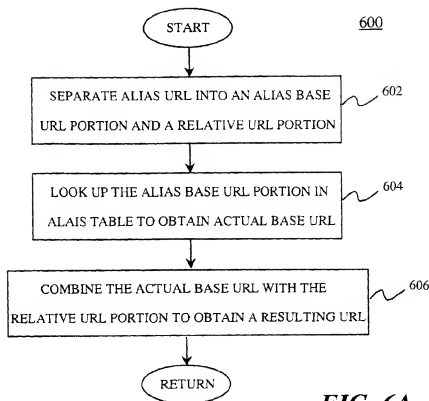 START
600
SEPARATE ALIAS URL INTO AN ALIAS BASE
URL PORTION AND A RELATIVE URL PORTION
602
LOOK UP THE ALIAS BASE URL PORTION IN
ALAIS TABLE TO OBTAIN ACTUAL BASE URL
604
COMBINE THE ACTUAL BASE URL WITH THE
RELATIVE URL PORTION TO OBTAIN A RESULTING URL
606
RETURN
FIG. 6A